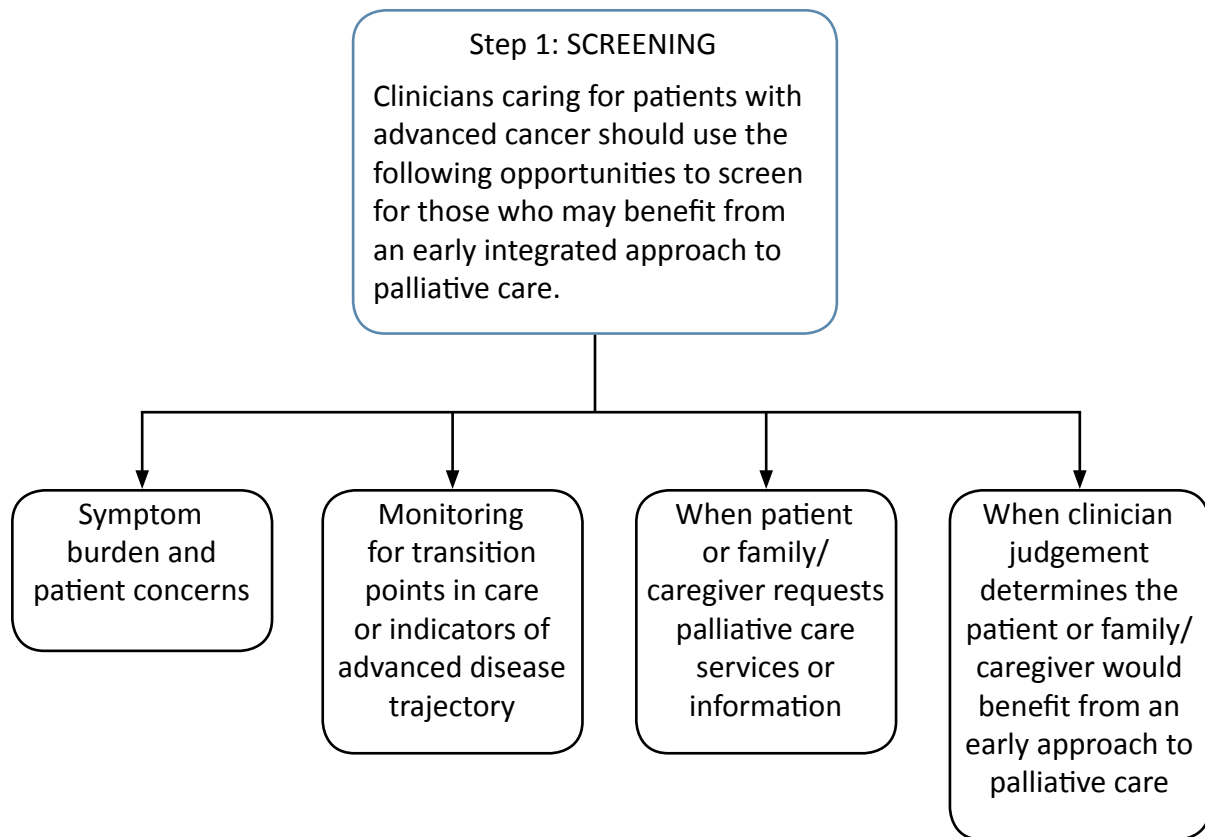 Step 1: SCREENING
Clinicians caring for patients with
advanced cancer should use the
following opportunities to screen
for those who may benefit from
an early integrated approach to
palliative care.
Symptom
burden and
patient concerns
Monitoring
for transition
points in care
or indicators of
advanced disease
trajectory
When patient
or family/
caregiver requests
palliative care
services or
information
When clinician
judgement
determines the
patient or family/
caregiver would
benefit from an
early approach to
palliative care